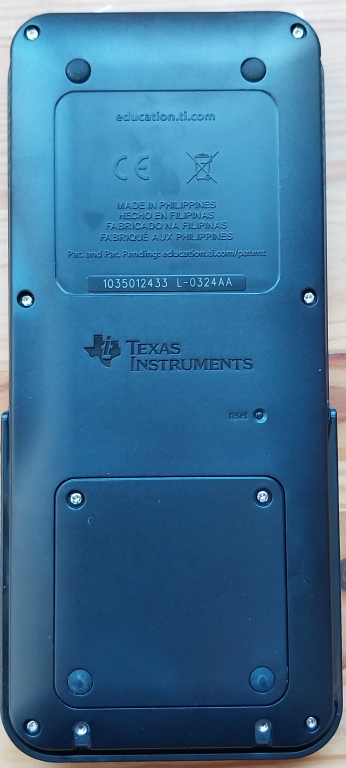 education.ti.com
CE
MADE IN PHILIPPINES
HECHO EN FILIPINAS
FABRICADO NA FILIPINAS
FABRIQUÉ AUX PHILIPPINES
Pat. and Pat. Pending: education.ti.com/patent
1035012433 L-0324AA
TEXAS
INSTRUMENTS
reset